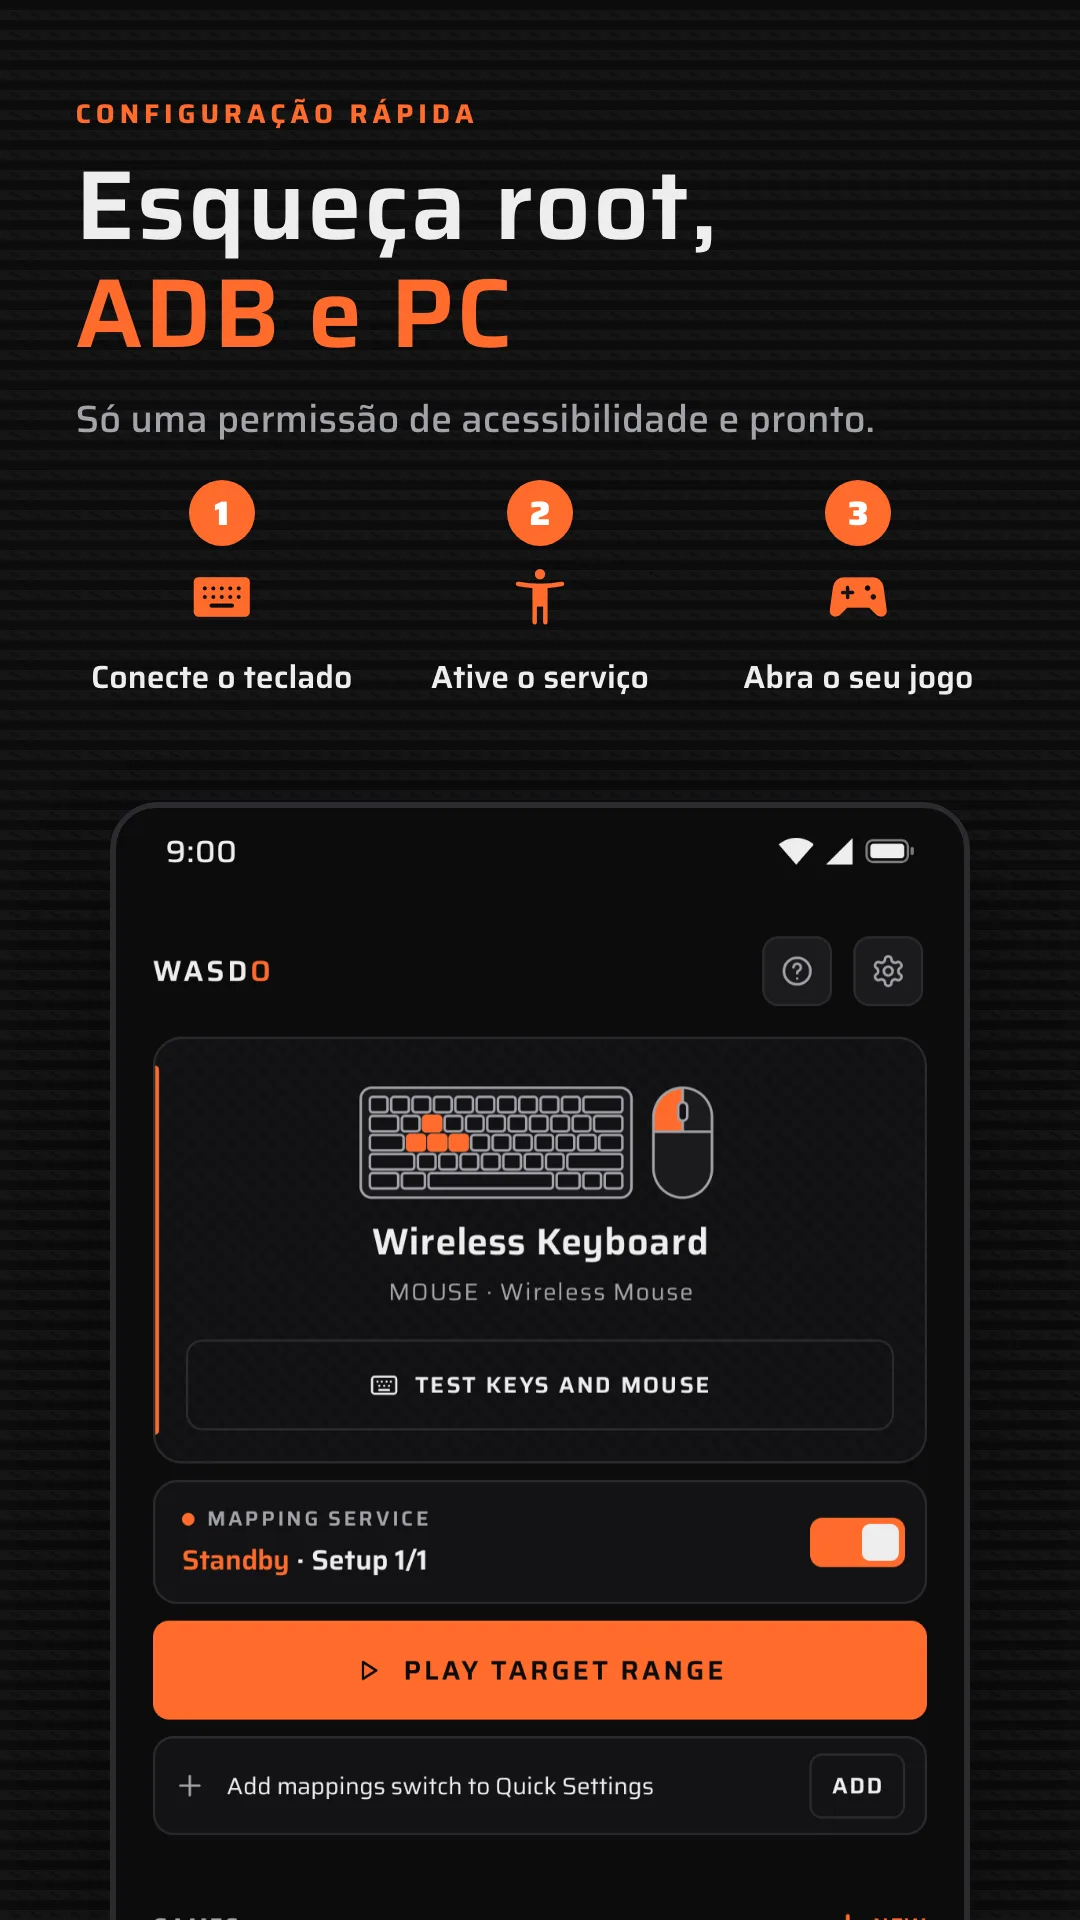 CONFIGURAÇÃO RÁPIDA
Esqueça root,
ADB e PC
Só uma permissão de acessibilidade e pronto.
1
2
3
Conecte o teclado
Ative o serviço
Abra o seu jogo
9:00
WASDO
Wireless Keyboard
MOUSE · Wireless Mouse
TEST KEYS AND MOUSE
MAPPING SERVICE
Standby · Setup 1/1
PLAY TARGET RANGE
Add mappings switch to Quick Settings
ADD